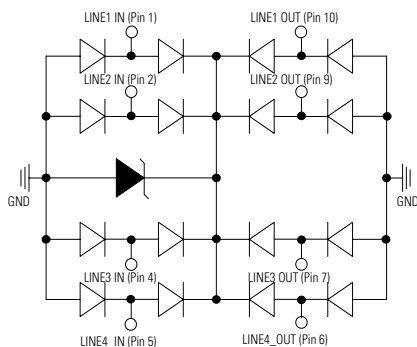 LINE1 IN (Pin 1) LINE1 OUT (Pin 10)
LINE2 IN (Pin 2) LINE2 OUT (Pin 9)
GND GND
LINE3 IN (Pin 4) LINE3 OUT (Pin 7)
LINE4 IN (Pin 5) LINE4_OUT (Pin 6)